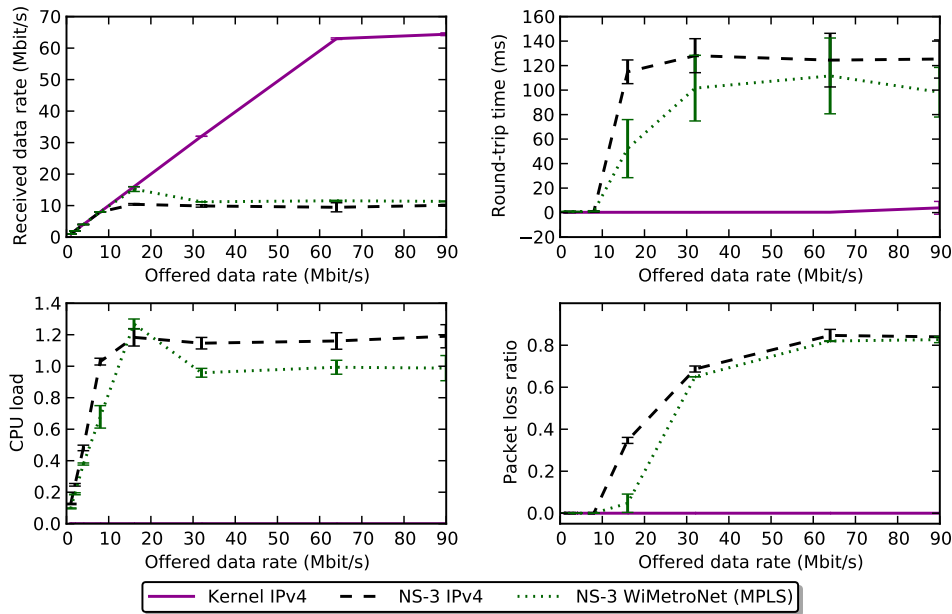 Received data rate (Mbit/s)
70
60
50
40
30
20
10
0
0 10 20 30 40 50 60 70 80 90
Offered data rate (Mbit/s)
Round-trip time (ms)
160
140
120
100
80
60
40
20
0
−20
0 10 20 30 40 50 60 70 80 90
Offered data rate (Mbit/s)
CPU load
1.4
1.2
1.0
0.8
0.6
0.4
0.2
0.0
0 10 20 30 40 50 60 70 80 90
Offered data rate (Mbit/s)
Packet loss ratio
0.8
0.6
0.4
0.2
0.0
0 10 20 30 40 50 60 70 80 90
Offered data rate (Mbit/s)
Kernel IPv4 NS-3 IPv4 NS-3 WiMetroNet (MPLS)